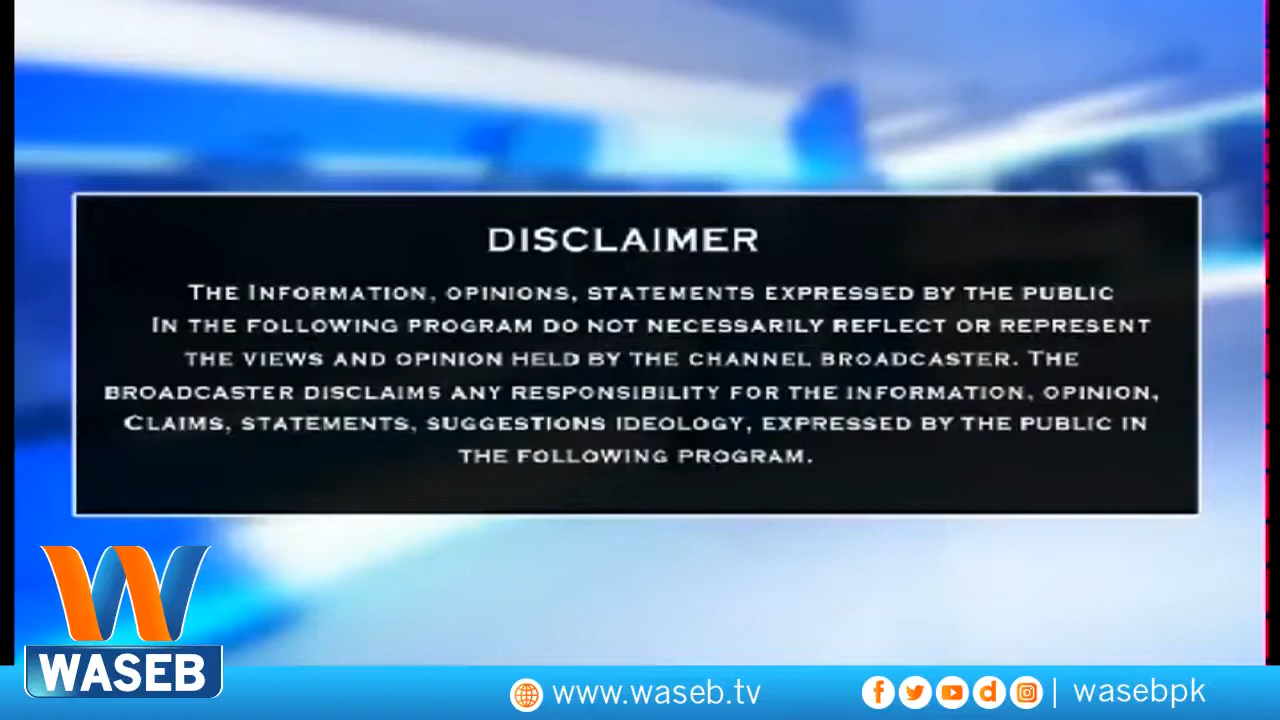 DISCLAIMER
THE INFORMATION, OPINIONS, STATEMENTS EXPRESSED BY THE PUBLIC
IN THE FOLLOWING PROGRAM DO NOT NECESSARILY REFLECT OR REPRESENT
THE VIEWS AND OPINION HELD BY THE CHANNEL BROADCASTER. THE
BROADCASTER DISCLAIMS ANY RESPONSIBILITY FOR THE INFORMATION, OPINION,
CLAIMS, STATEMENTS, SUGGESTIONS IDEOLOGY, EXPRESSED BY THE PUBLIC IN
THE FOLLOWING PROGRAM.
WASEB
www.waseb.tv
| wasebpk